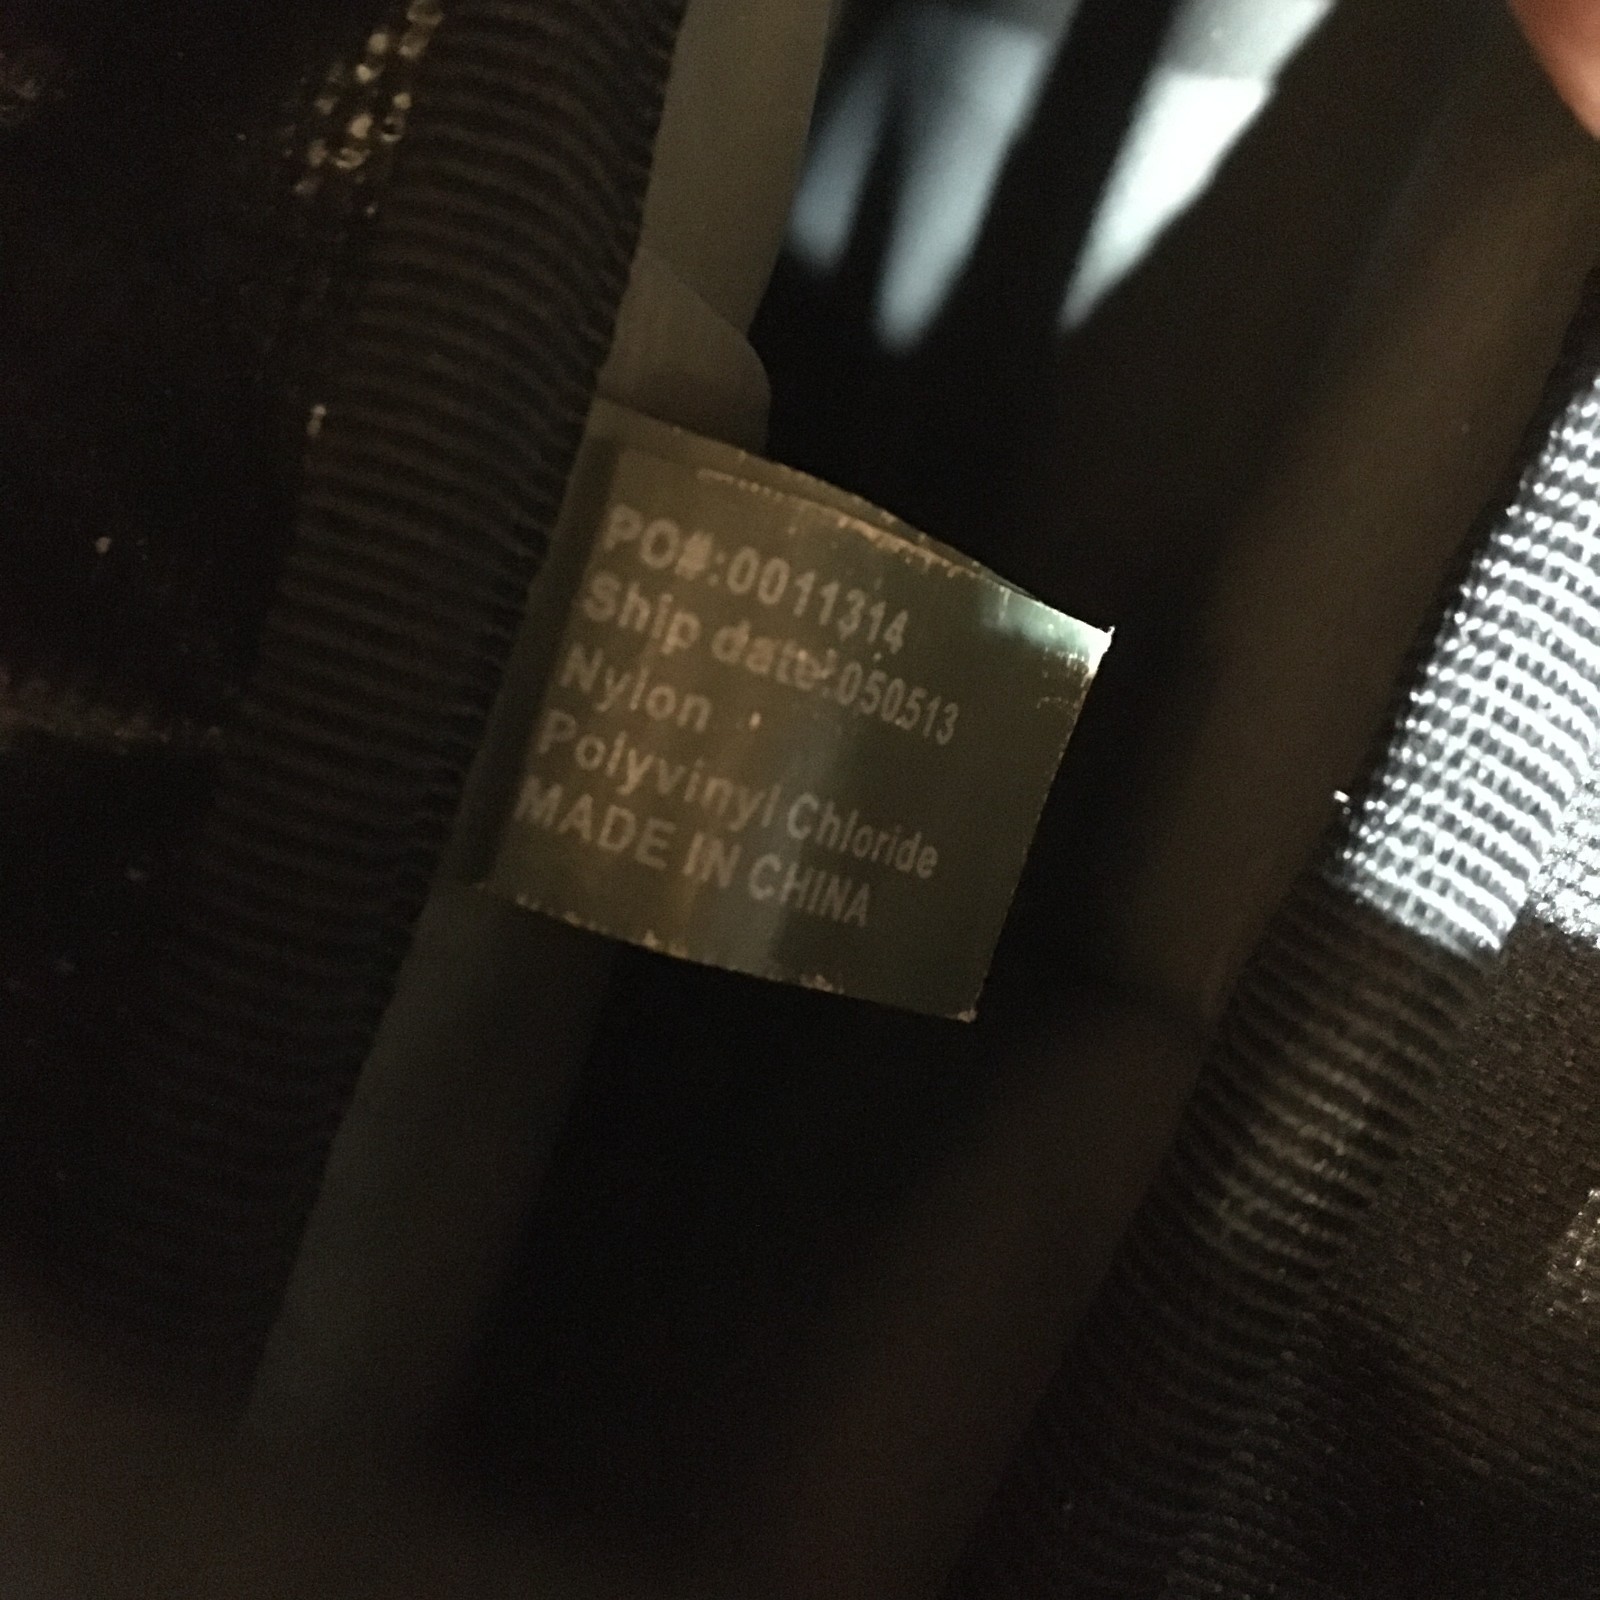 PO#:0011314
Ship date:050513
Nylon
Polyvinyl Chloride
MADE IN CHINA